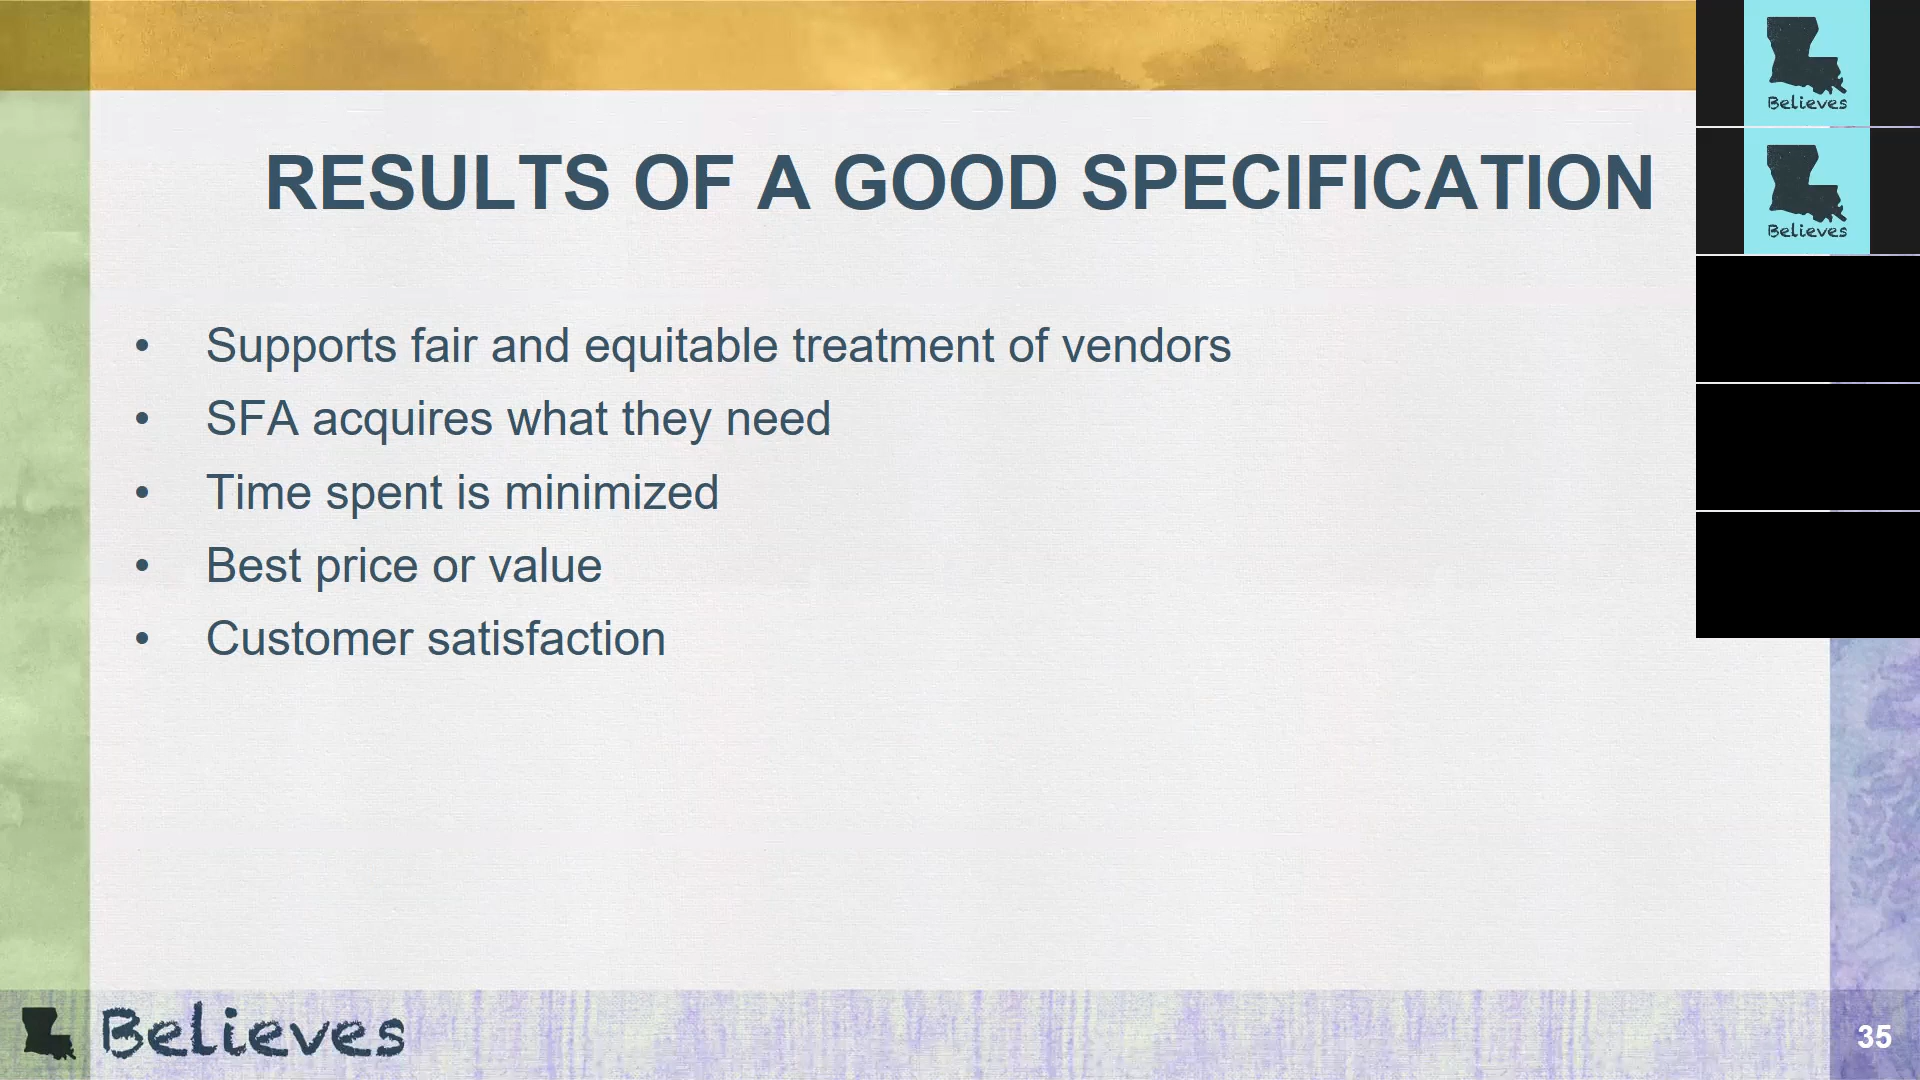 Believes
Believes
RESULTS OF A GOOD SPECIFICATION
• Supports fair and equitable treatment of vendors
• SFA acquires what they need
• Time spent is minimized
• Best price or value
• Customer satisfaction
Believes
35